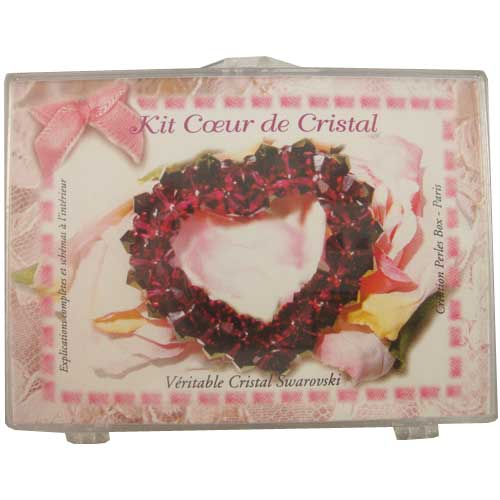 Kit Cœur de Cristal
Explications complètes et schémas à l'intérieur
Création Perles Box - Paris
Véritable Cristal Swarovski